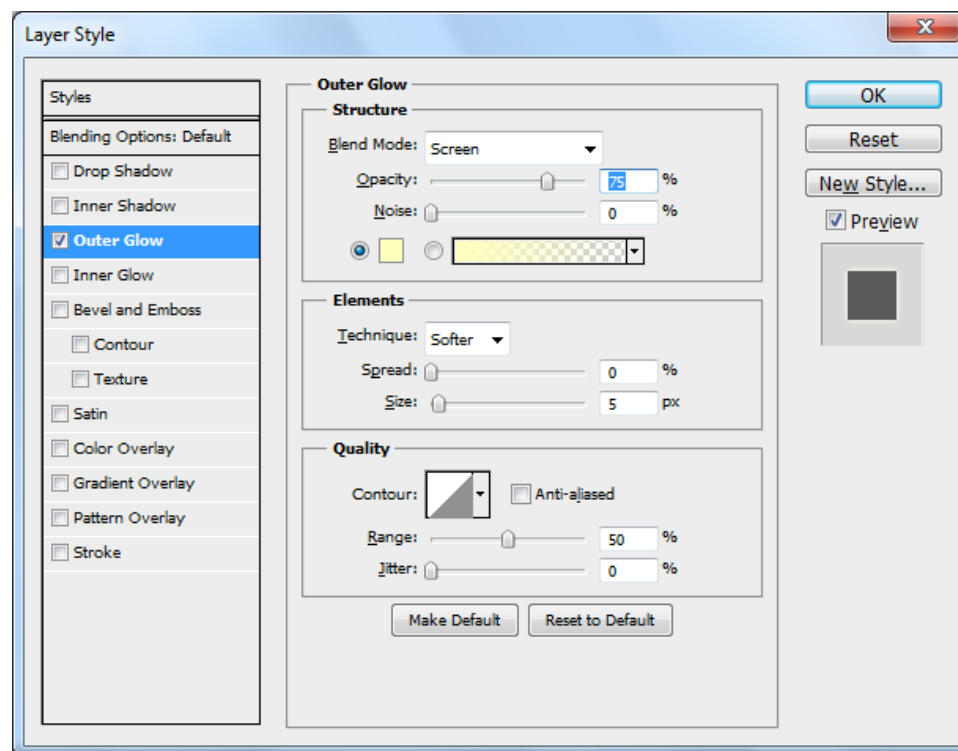 Layer Style
Styles
Blending Options: Default
Drop Shadow
Inner Shadow
Outer Glow
Inner Glow
Bevel and Emboss
Contour
Texture
Satin
Color Overlay
Gradient Overlay
Pattern Overlay
Stroke
Outer Glow
Structure
Blend Mode: Screen
Opacity: 75 %
Noise: 0 %
Elements
Technique: Softer
Spread: 0 %
Size: 5 px
Quality
Contour: Anti-aliased
Range: 50 %
Jitter: 0 %
Make Default Reset to Default
OK
Reset
New Style...
Preview